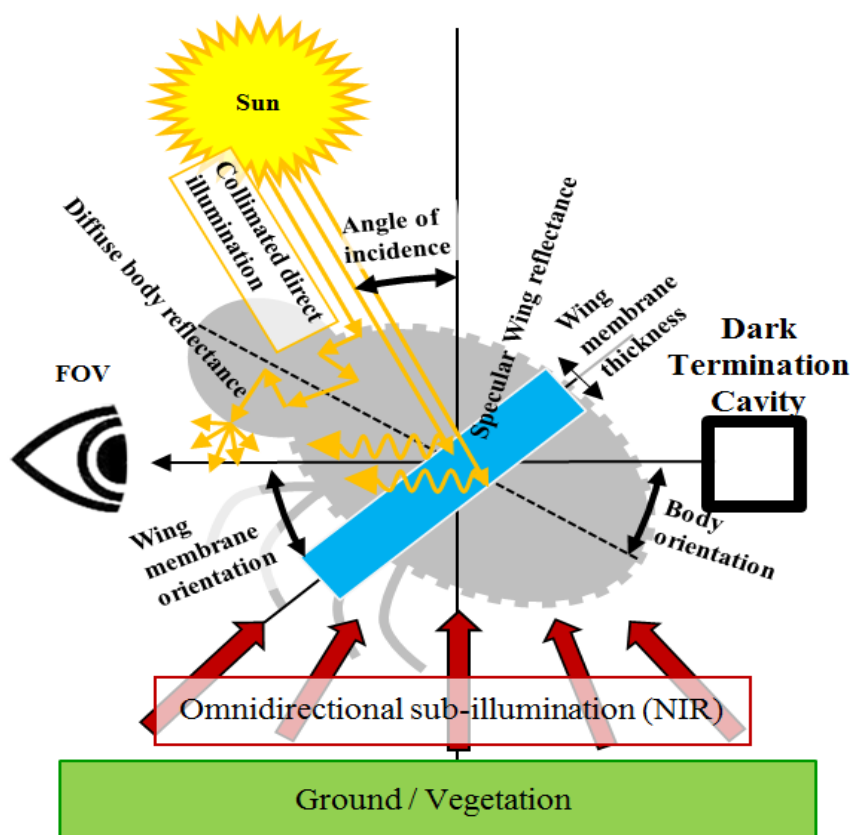 Sun
Collimated direct
illumination
Angle of
incidence
Diffuse body reflectance
Specular Wing reflectance
Wing
membrane
thickness
Dark
Termination
Cavity
FOV
Wing
membrane
orientation
Body
orientation
Omnidirectional sub-illumination (NIR)
Ground / Vegetation